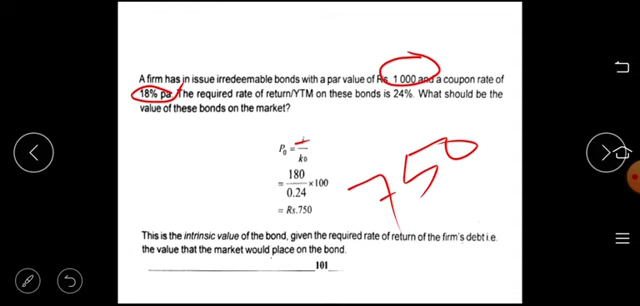 A firm has in issue irredeemable bonds with a par value of Rs. 1 000 and a coupon rate of
18% pa. The required rate of return/YTM on these bonds is 24%. What should be the
value of these bonds on the market?
P₀ = i / k₀
= 180 / 0.24 × 100
= Rs.750
750
This is the intrinsic value of the bond, given the required rate of return of the firm's debt i.e.
the value that the market would place on the bond.
101